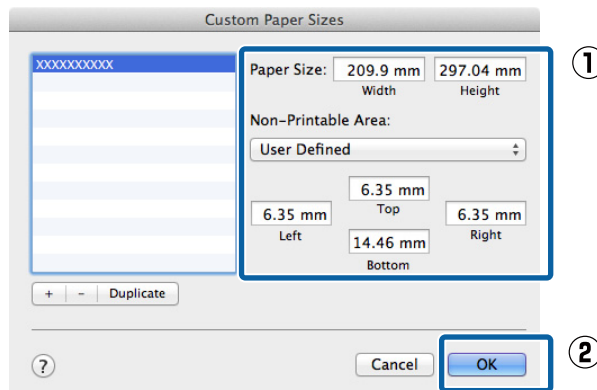 Custom Paper Sizes
XXXXXXXXXX
Paper Size: 209.9 mm 297.04 mm
Width Height
Non-Printable Area:
User Defined
6.35 mm
Top
6.35 mm 6.35 mm
Left Right
14.46 mm
Bottom
+ - Duplicate
? Cancel OK
①
②